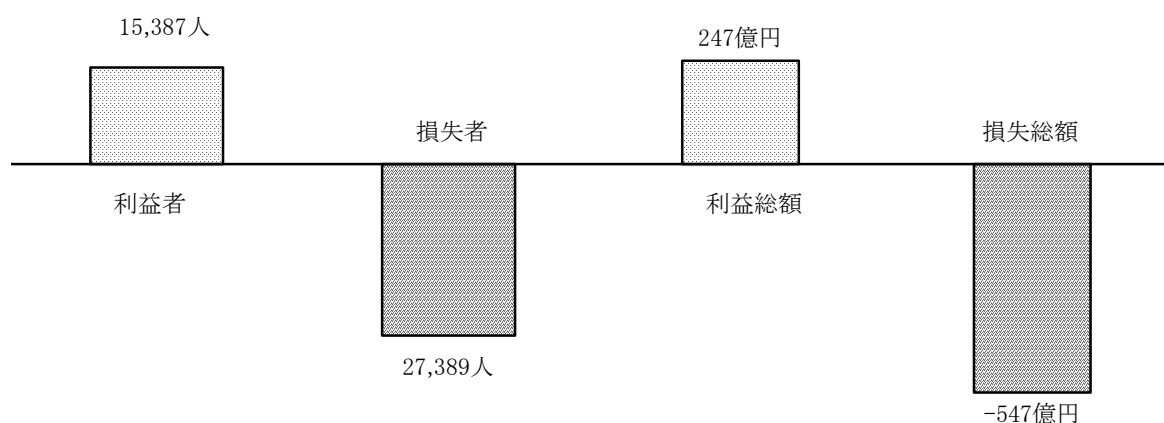 15,387人
247億円
損失者
損失総額
利益者
利益総額
27,389人
-547億円